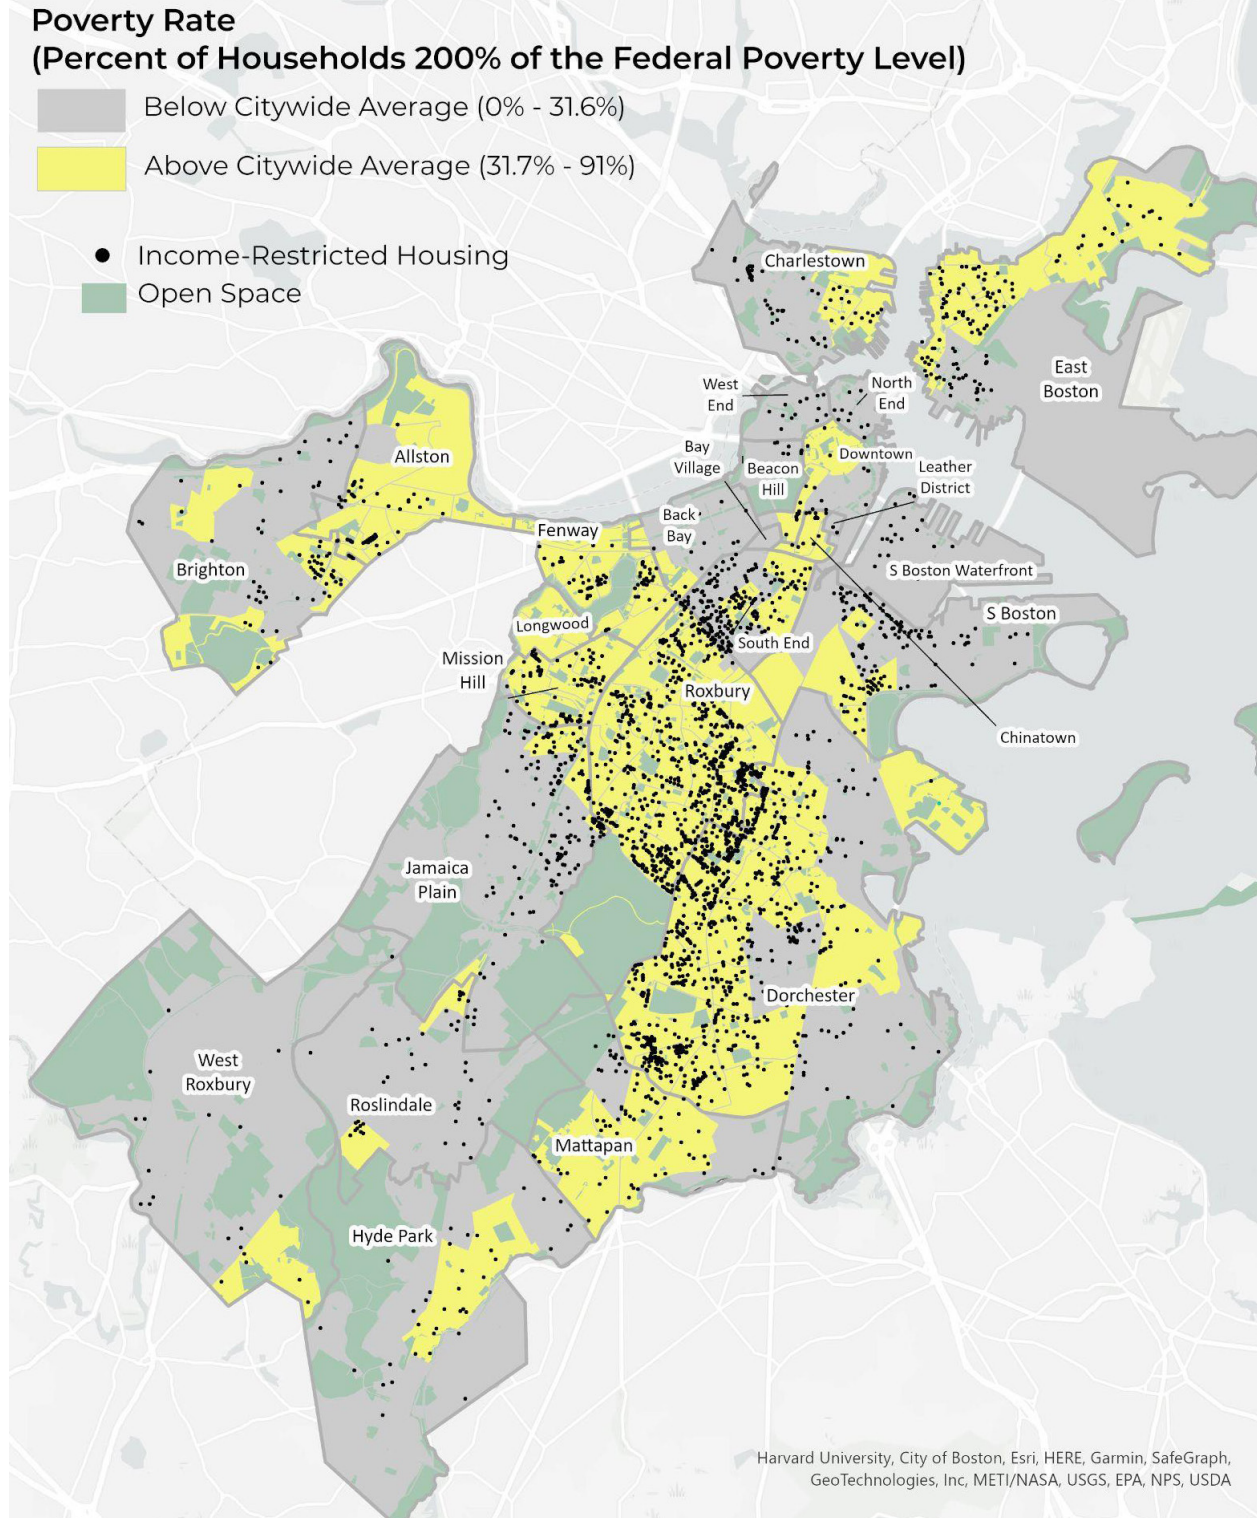 Poverty Rate
(Percent of Households 200% of the Federal Poverty Level)
Below Citywide Average (0% - 31.6%)
Above Citywide Average (31.7% - 91%)
Income-Restricted Housing
Open Space
Charlestown
East
Boston
West
End
North
End
Allston
Bay
Village
Beacon
Hill
Downtown
Leather
District
Back
Bay
Fenway
Brighton
S Boston Waterfront
S Boston
Longwood
South End
Mission
Hill
Roxbury
Chinatown
Jamaica
Plain
Dorchester
West
Roxbury
Roslindale
Mattapan
Hyde Park
Harvard University, City of Boston, Esri, HERE, Garmin, SafeGraph,
GeoTechnologies, Inc, METI/NASA, USGS, EPA, NPS, USDA